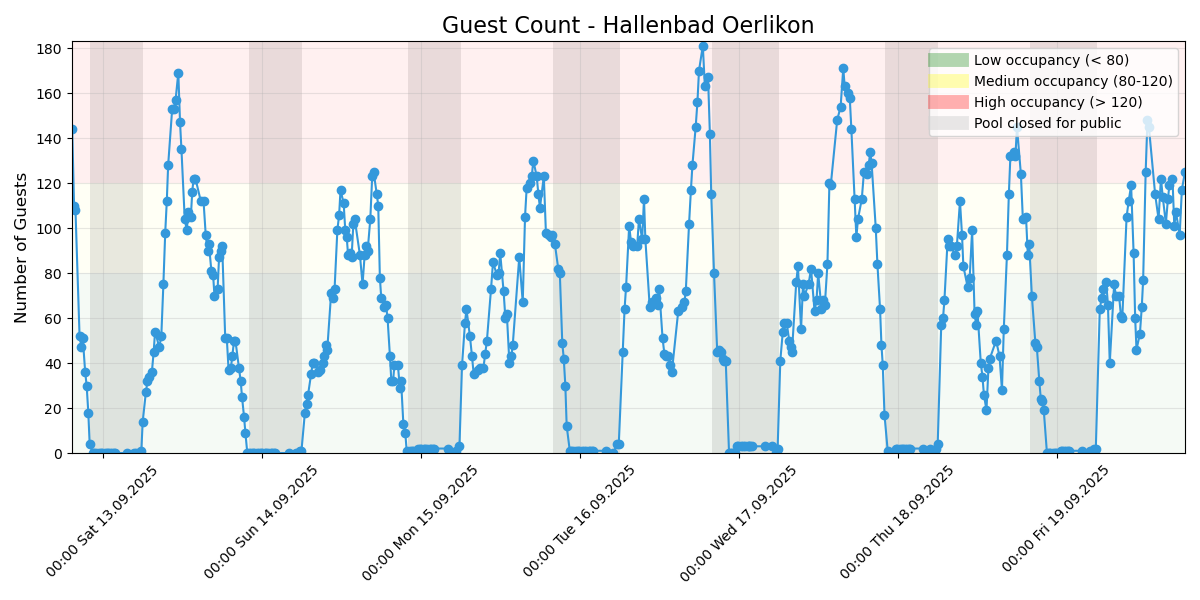 Guest Count - Hallenbad Oerlikon
Number of Guests
180
160
140
120
100
80
60
40
20
0
Low occupancy (< 80)
Medium occupancy (80-120)
High occupancy (> 120)
Pool closed for public
00:00 Sat 13.09.2025
00:00 Sun 14.09.2025
00:00 Mon 15.09.2025
00:00 Tue 16.09.2025
00:00 Wed 17.09.2025
00:00 Thu 18.09.2025
00:00 Fri 19.09.2025